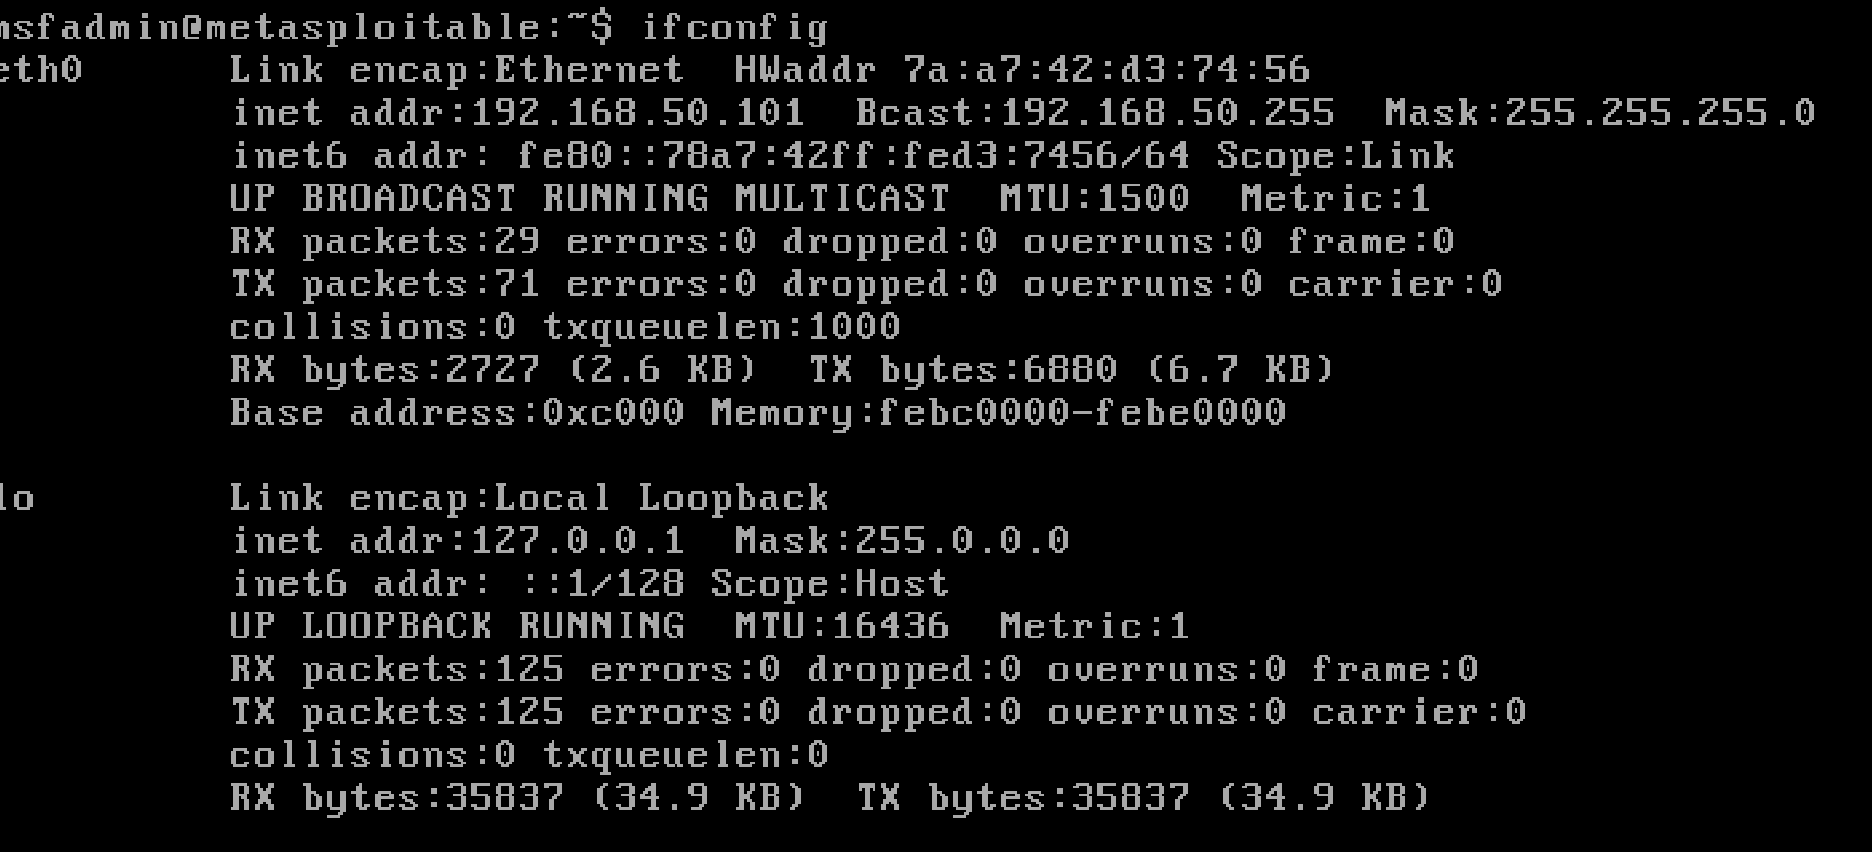 msfadmin@metasploitable:~$ ifconfig
eth0 Link encap:Ethernet HWaddr 7a:a7:42:d3:74:56
inet addr:192.168.50.101 Bcast:192.168.50.255 Mask:255.255.255.0
inet6 addr: fe80::78a7:42ff:fed3:7456/64 Scope:Link
UP BROADCAST RUNNING MULTICAST MTU:1500 Metric:1
RX packets:29 errors:0 dropped:0 overruns:0 frame:0
TX packets:71 errors:0 dropped:0 overruns:0 carrier:0
collisions:0 txqueuelen:1000
RX bytes:2727 (2.6 KB) TX bytes:6880 (6.7 KB)
Base address:0xc000 Memory:febc0000-febe0000
lo Link encap:Local Loopback
inet addr:127.0.0.1 Mask:255.0.0.0
inet6 addr: ::1/128 Scope:Host
UP LOOPBACK RUNNING MTU:16436 Metric:1
RX packets:125 errors:0 dropped:0 overruns:0 frame:0
TX packets:125 errors:0 dropped:0 overruns:0 carrier:0
collisions:0 txqueuelen:0
RX bytes:35837 (34.9 KB) TX bytes:35837 (34.9 KB)